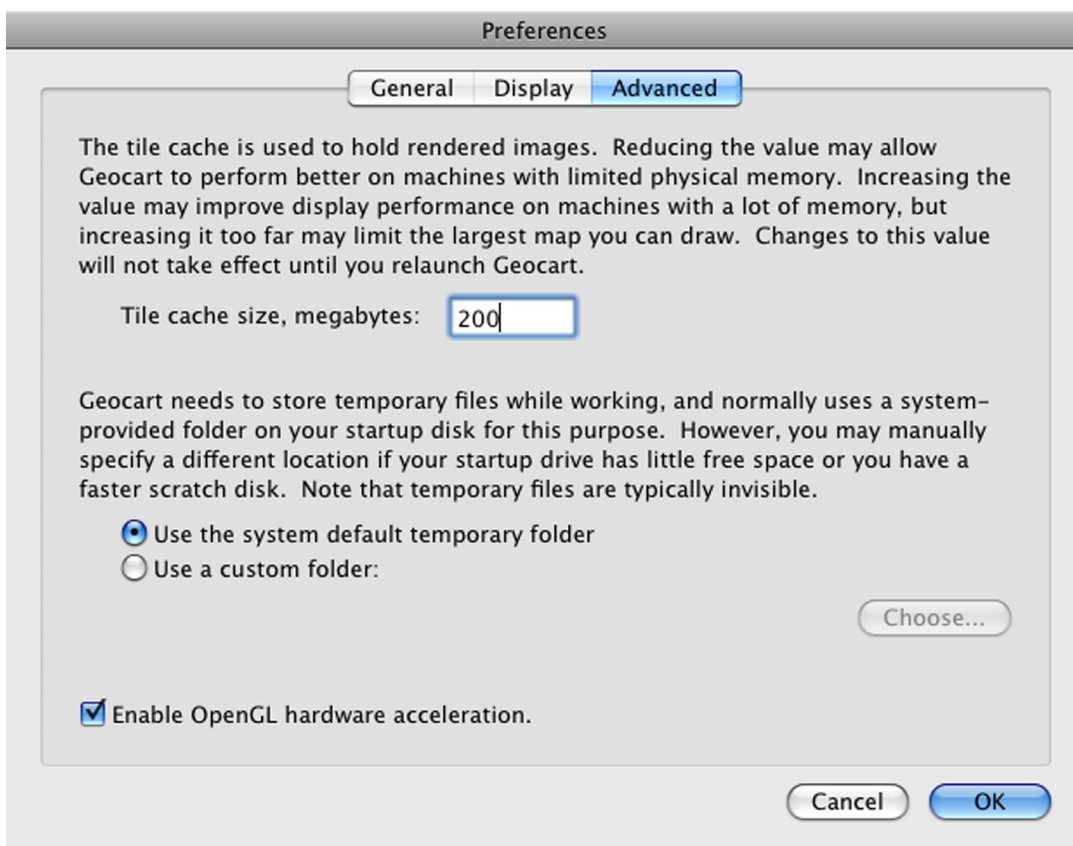 Preferences
General Display Advanced
The tile cache is used to hold rendered images.  Reducing the value may allow
Geocart to perform better on machines with limited physical memory.  Increasing the
value may improve display performance on machines with a lot of memory, but
increasing it too far may limit the largest map you can draw.  Changes to this value
will not take effect until you relaunch Geocart.
Tile cache size, megabytes: 200
Geocart needs to store temporary files while working, and normally uses a system-
provided folder on your startup disk for this purpose.  However, you may manually
specify a different location if your startup drive has little free space or you have a
faster scratch disk.  Note that temporary files are typically invisible.
Use the system default temporary folder
Use a custom folder:
Choose...
Enable OpenGL hardware acceleration.
Cancel OK